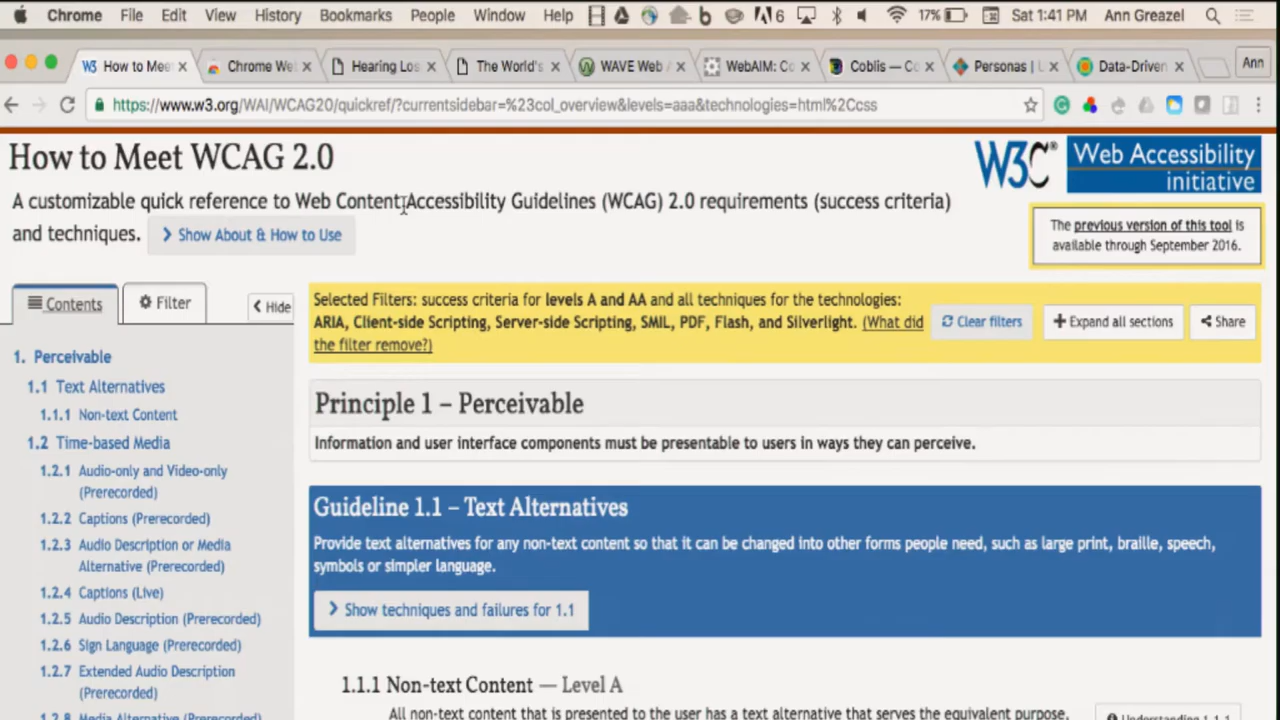 Chrome File Edit View History Bookmarks People Window Help 6 17% Sat 1:41 PM Ann Greazel
W3 How to Mee Chrome We Hearing Los The World's WAVE Web WebAIM: Co Coblis — Co Personas | L Data-Driven Ann
https://www.w3.org/WAI/WCAG20/quickref/?currentsidebar=%23col_overview&levels=aaa&technologies=html%2Ccss
How to Meet WCAG 2.0
W3C® Web Accessibility
initiative
A customizable quick reference to Web Content Accessibility Guidelines (WCAG) 2.0 requirements (success criteria)
and techniques. Show About & How to Use
The previous version of this tool is
available through September 2016.
Contents Filter Hide
Selected Filters: success criteria for levels A and AA and all techniques for the technologies:
ARIA, Client-side Scripting, Server-side Scripting, SMIL, PDF, Flash, and Silverlight. (What did
the filter remove?)
Clear filters Expand all sections Share
1. Perceivable
1.1 Text Alternatives
1.1.1 Non-text Content
1.2 Time-based Media
1.2.1 Audio-only and Video-only
(Prerecorded)
1.2.2 Captions (Prerecorded)
1.2.3 Audio Description or Media
Alternative (Prerecorded)
1.2.4 Captions (Live)
1.2.5 Audio Description (Prerecorded)
1.2.6 Sign Language (Prerecorded)
1.2.7 Extended Audio Description
(Prerecorded)
1.2.8 Media Alternative (Prerecorded)
Principle 1 – Perceivable
Information and user interface components must be presentable to users in ways they can perceive.
Guideline 1.1 – Text Alternatives
Provide text alternatives for any non-text content so that it can be changed into other forms people need, such as large print, braille, speech,
symbols or simpler language.
Show techniques and failures for 1.1
1.1.1 Non-text Content — Level A
All non-text content that is presented to the user has a text alternative that serves the equivalent purpose,
Understanding 1.1.1